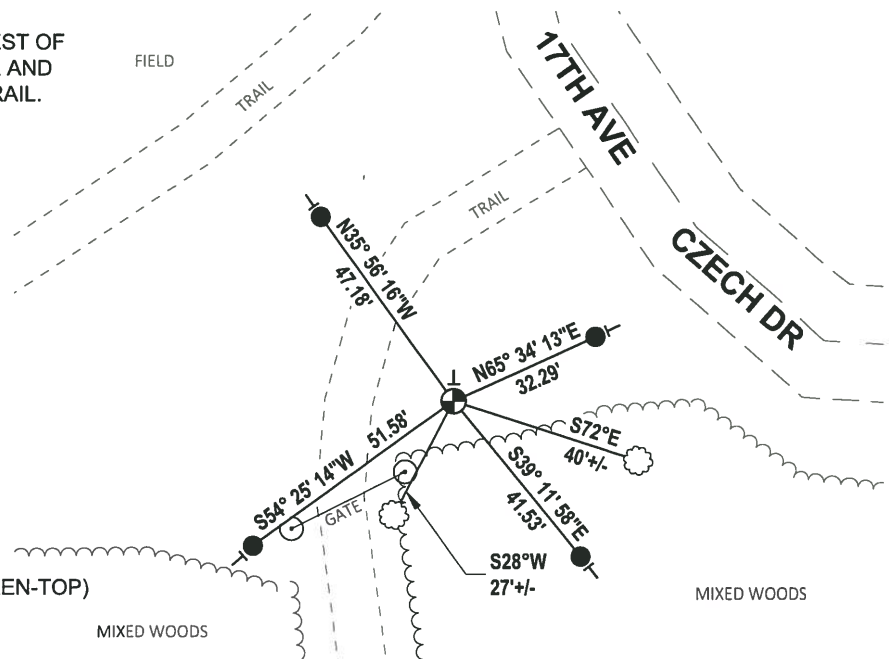 EST OF
AND
RAIL.
FIELD
TRAIL
17TH AVE
TRAIL
CZECH DR
N35° 56' 16"W
47.18'
N65° 34' 13"E
32.29'
S72°E
40'+/-
51.58'
S54° 25' 14"W
S39° 11' 58"E
41.53'
GATE
S28°W
27'+/-
EN-TOP)
MIXED WOODS
MIXED WOODS